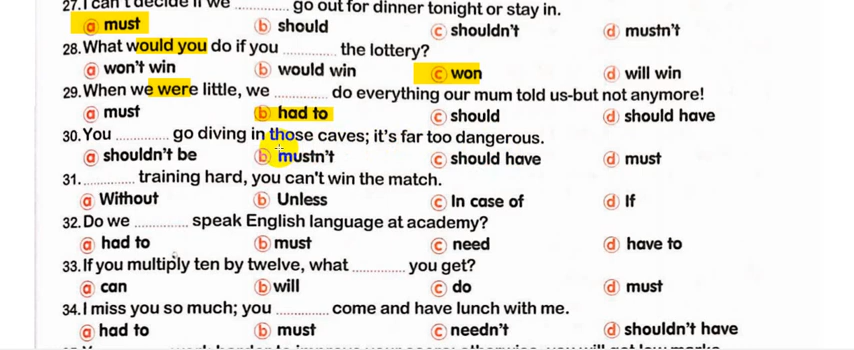 27. I can't decide if we ............ go out for dinner tonight or stay in.
a must b should c shouldn't d mustn't
28. What would you do if you ............ the lottery?
a won't win b would win c won d will win
29. When we were little, we ............ do everything our mum told us-but not anymore!
a must b had to c should d should have
30. You ............ go diving in those caves; it's far too dangerous.
a shouldn't be b mustn't c should have d must
31. ............ training hard, you can't win the match.
a Without b Unless c In case of d If
32. Do we ............ speak English language at academy?
a had to b must c need d have to
33. If you multiply ten by twelve, what ............ you get?
a can b will c do d must
34. I miss you so much; you ............ come and have lunch with me.
a had to b must c needn't d shouldn't have